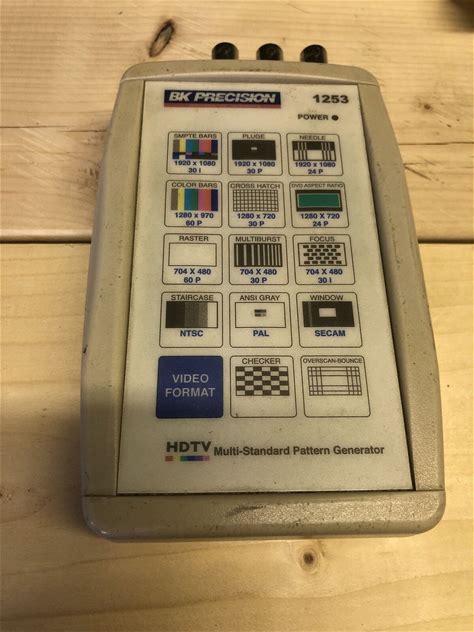 BK PRECISION
1253
POWER
SMPTE BARS
1920 x 1080
30 I
PLUGE
1920 x 1080
30 P
NEEDLE
1920 x 1080
24 P
COLOR BARS
1280 x 970
60 P
CROSS HATCH
1280 x 720
30 P
DVD ASPECT RATIO
1280 X 720
24 P
RASTER
704 X 480
60 P
MULTIBURST
704 X 480
30 P
FOCUS
704 X 480
30 I
STAIRCASE
NTSC
ANSI GRAY
PAL
WINDOW
SECAM
VIDEO
FORMAT
CHECKER
OVERSCAN-BOUNCE
HDTV Multi-Standard Pattern Generator